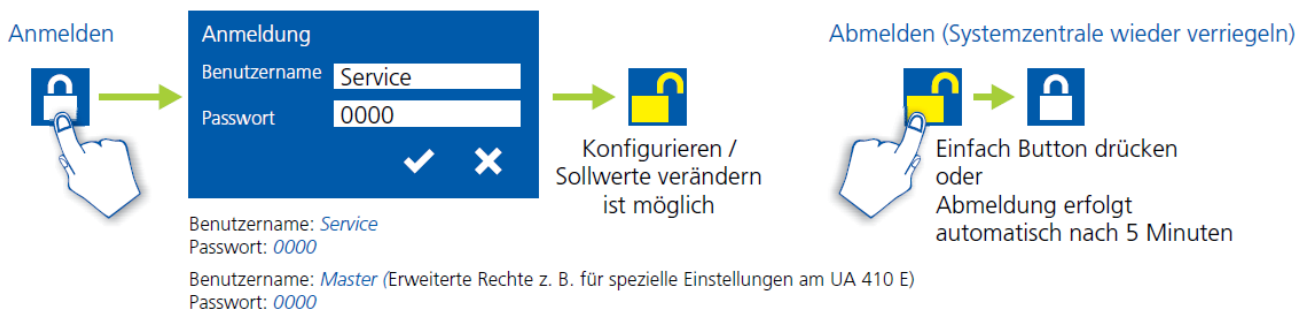 Anmelden
Anmeldung
Benutzername Service
Passwort 0000
Konfigurieren /
Sollwerte verändern
ist möglich
Benutzername: Service
Passwort: 0000
Benutzername: Master (Erweiterte Rechte z. B. für spezielle Einstellungen am UA 410 E)
Passwort: 0000
Abmelden (Systemzentrale wieder verriegeln)
Einfach Button drücken
oder
Abmeldung erfolgt
automatisch nach 5 Minuten